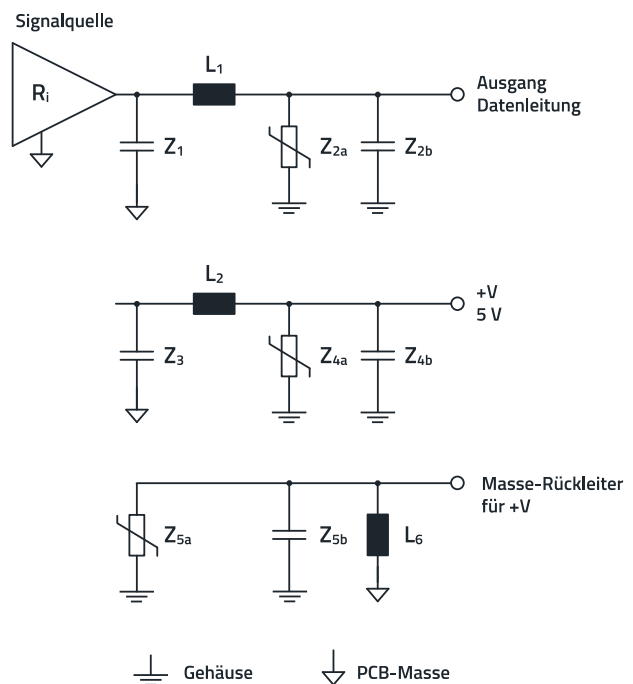 Signalquelle
Rᵢ
L₁
Ausgang
Datenleitung
Z₁
Z₂ₐ
Z₂b
L₂
+V
5 V
Z₃
Z₄ₐ
Z₄b
Masse-Rückleiter
für +V
Z₅ₐ
Z₅b
L₆
Gehäuse
PCB-Masse